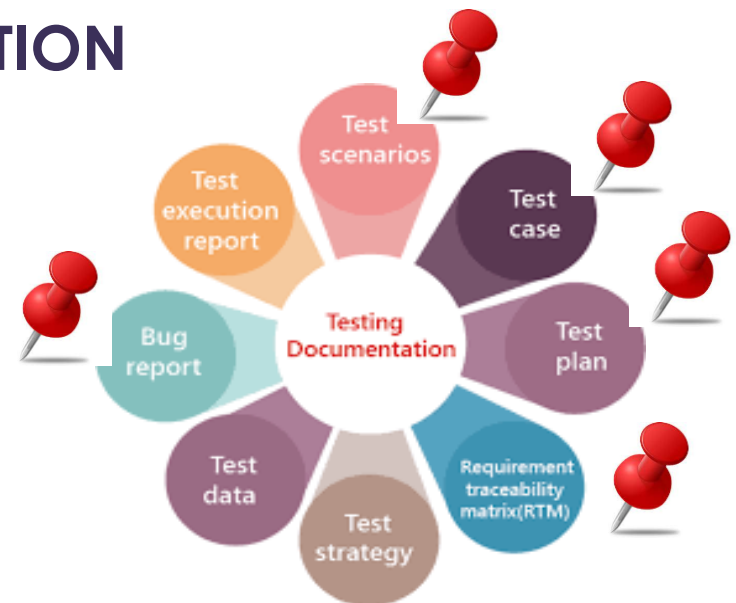 TION
Test
scenarios
Test
case
Test
plan
Requirement
traceability
matrix(RTM)
Test
strategy
Test
data
Bug
report
Test
execution
report
Testing
Documentation